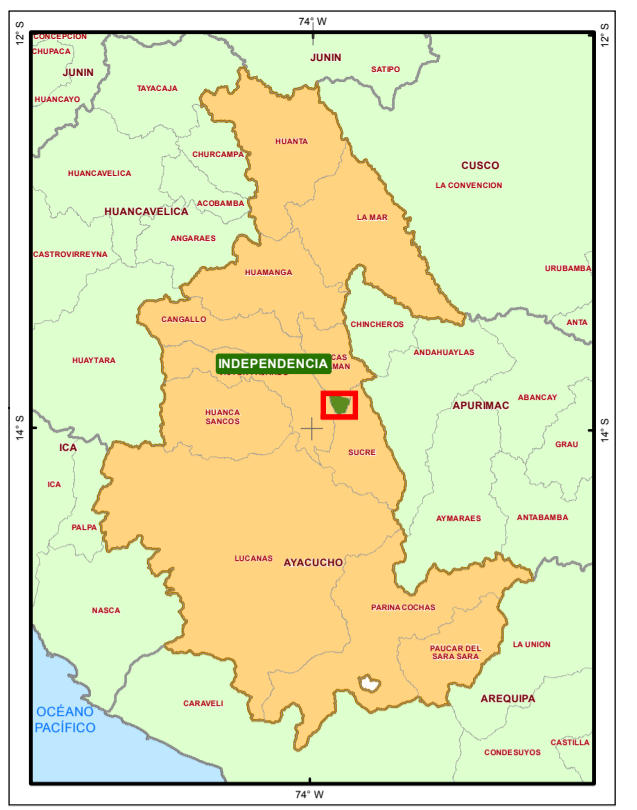 74° W
12° S
12° S
CONCEPCION
CHUPACA
JUNIN
JUNIN
SATIPO
TAYACAJA
HUANCAYO
HUANTA
CHURCAMPA
CUSCO
HUANCAVELICA
LA CONVENCION
ACOBAMBA
HUANCAVELICA
LA MAR
ANGARAES
CASTROVIRREYNA
URUBAMBA
HUAMANGA
CANGALLO
CHINCHEROS
ANTA
HUAYTARA
INDEPENDENCIA
CAS
MAN
ANDAHUAYLAS
ABANCAY
APURIMAC
HUANCA
SANCOS
14° S
14° S
GRAU
ICA
SUCRE
ICA
PALPA
AYMARAES
ANTABAMBA
LUCANAS
AYACUCHO
NASCA
PARINACOCHAS
PAUCAR DEL
SARA SARA
LA UNION
CARAVELI
AREQUIPA
OCÉANO
PACÍFICO
CASTILLA
CONDESUYOS
74° W